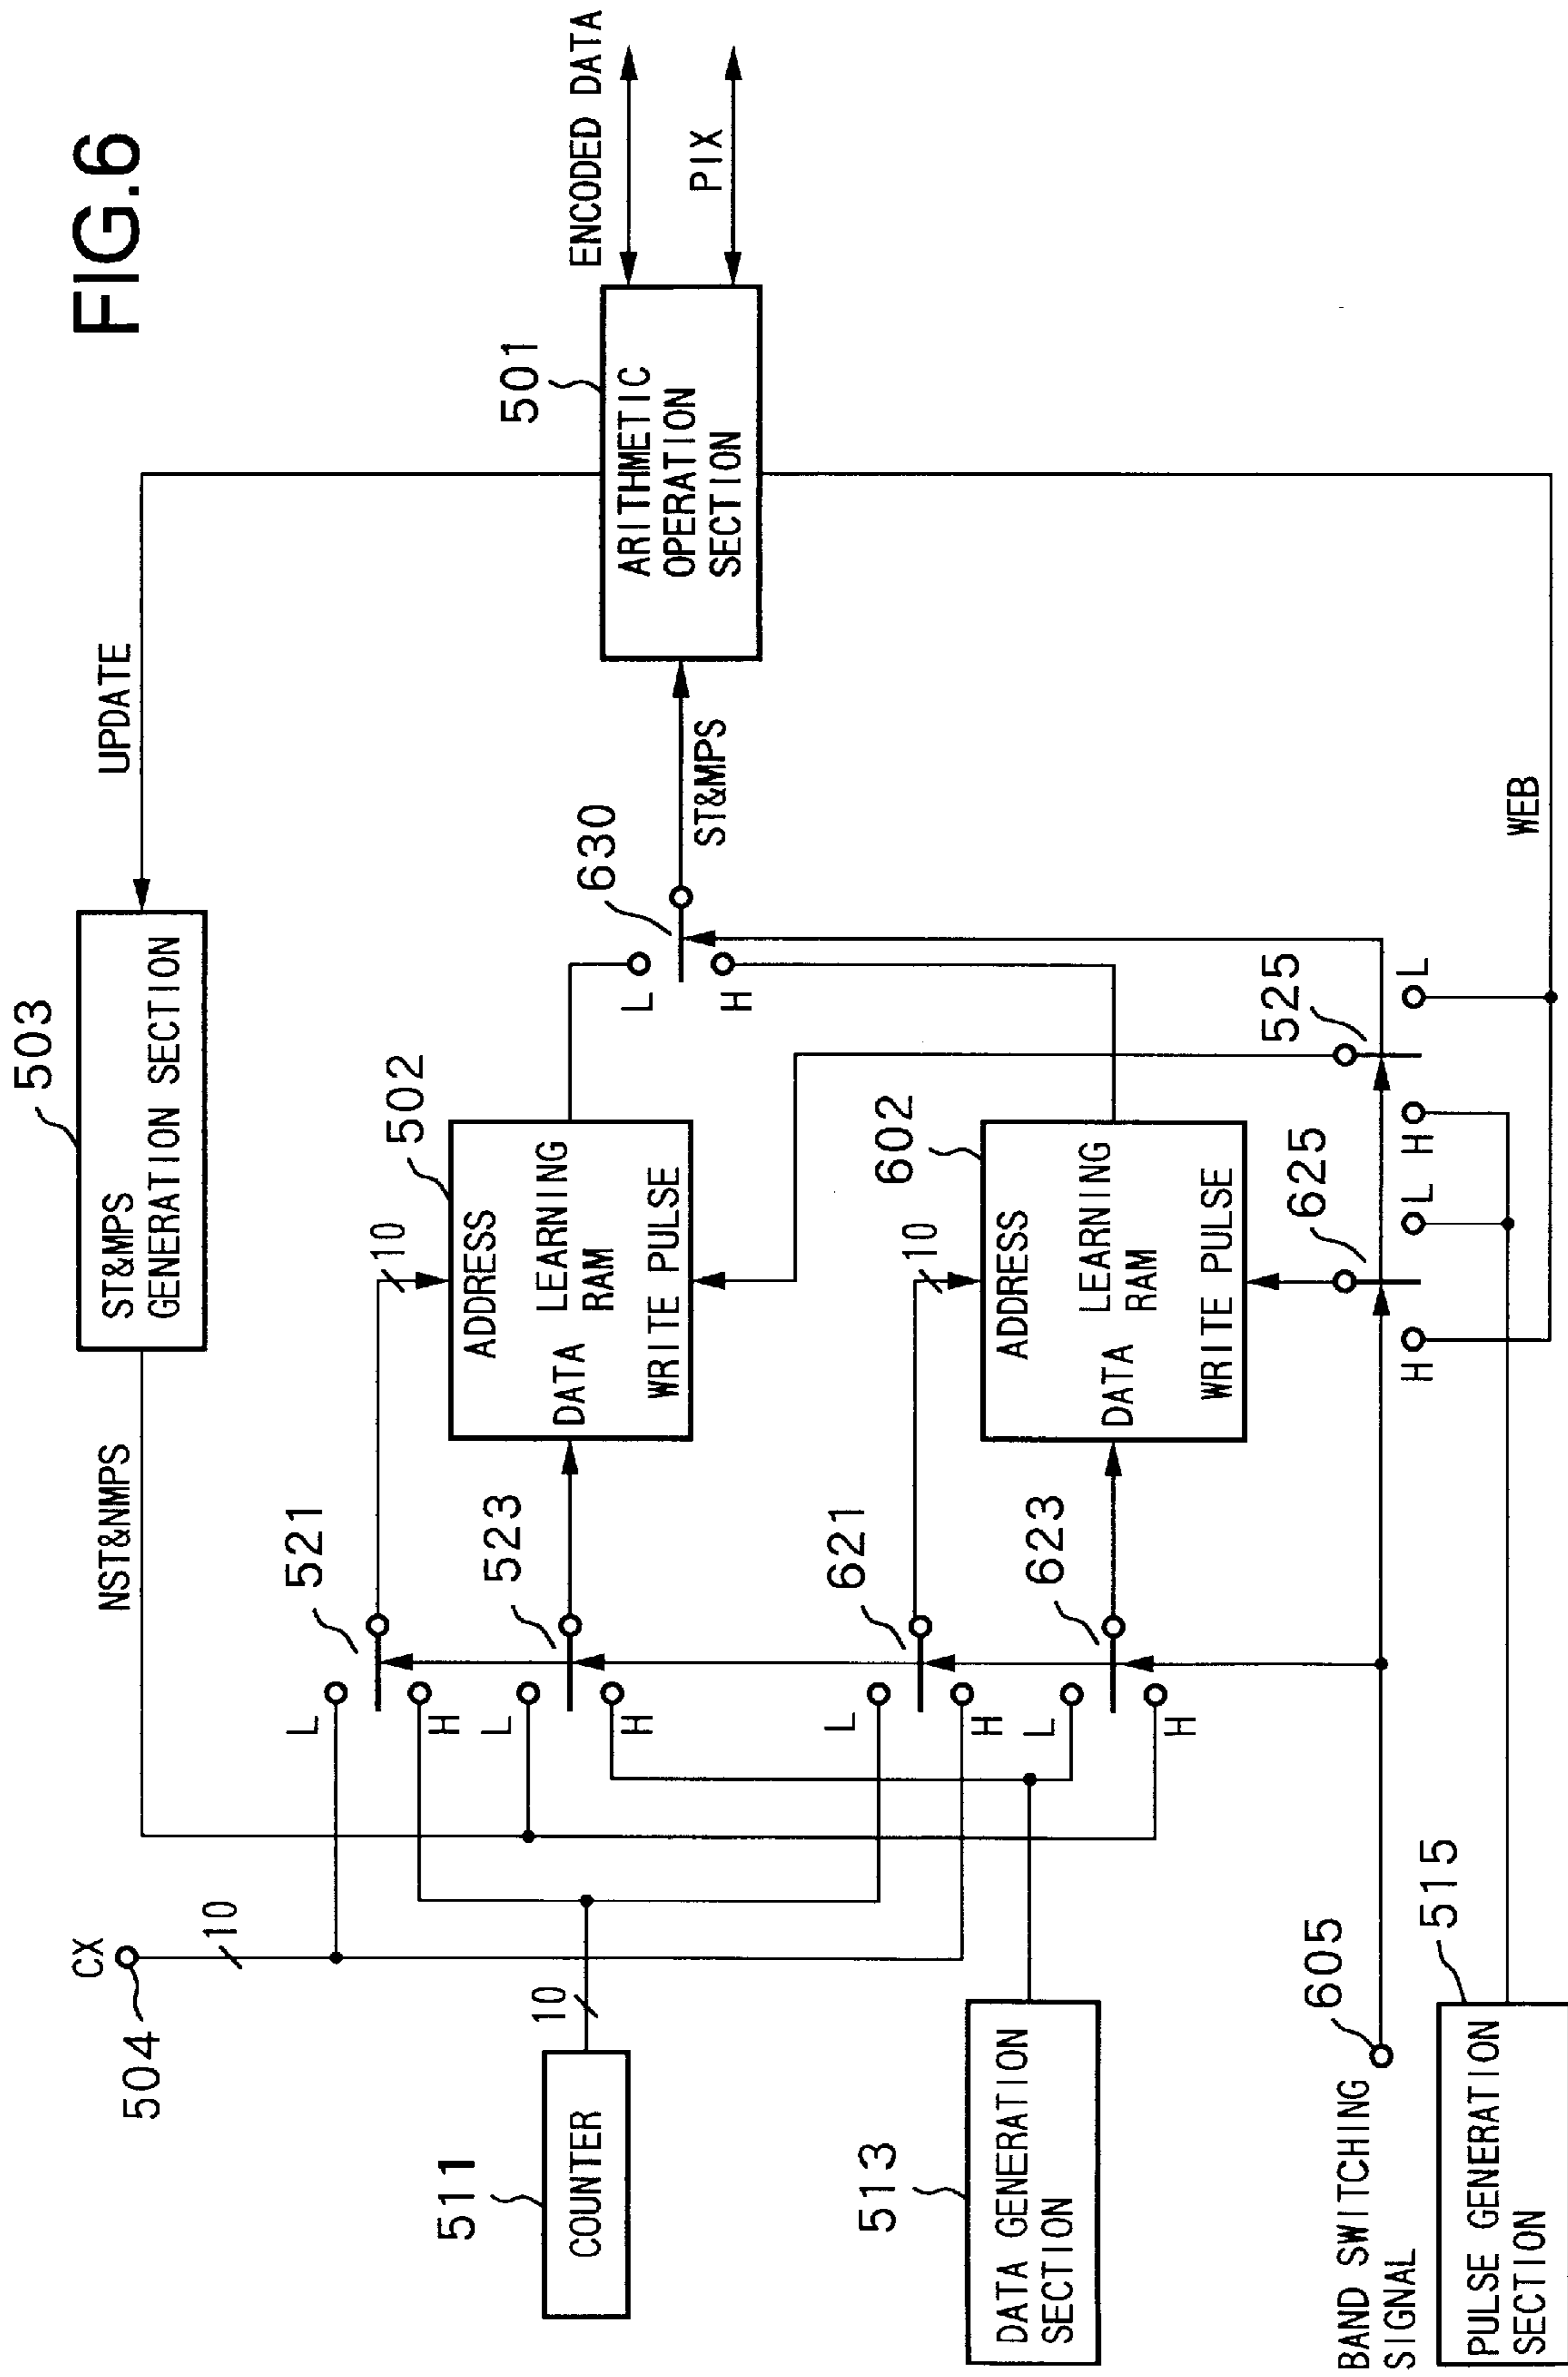 FIG.6
503
ST&MPS
GENERATION SECTION
UPDATE
NST&NMPS
CX
504
10
521
L
H
10
502
ADDRESS
DATA
LEARNING
RAM
WRITE PULSE
523
L
H
L
H
630
ST&MPS
501
ARITHMETIC
OPERATION
SECTION
ENCODED DATA
PIX
511
COUNTER
10
621
L
H
10
602
ADDRESS
DATA
LEARNING
RAM
WRITE PULSE
623
L
H
513
DATA GENERATION
SECTION
605
BAND SWITCHING
SIGNAL
625
H
L
525
H
L
WEB
515
PULSE GENERATION
SECTION